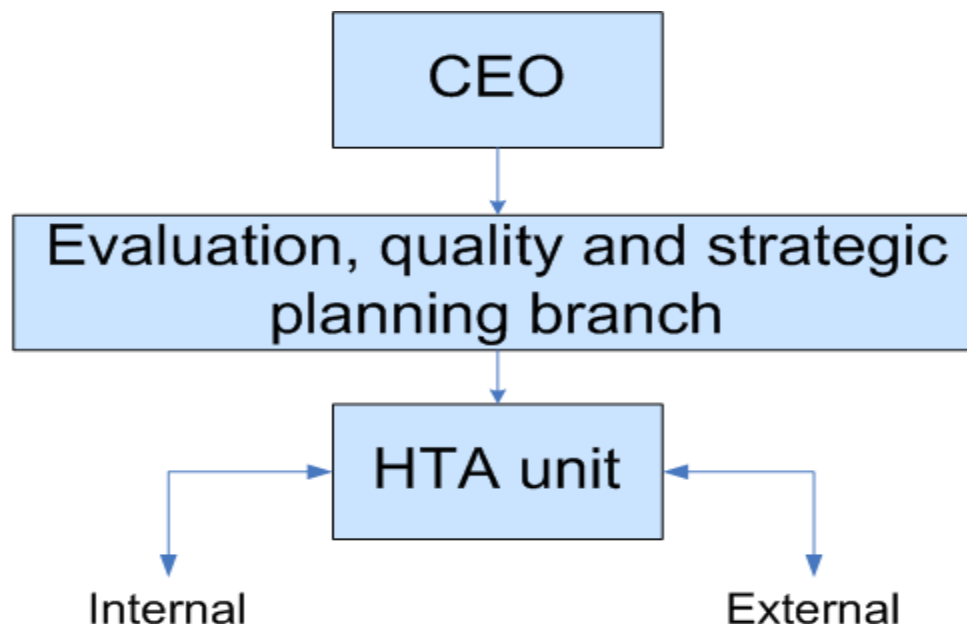 CEO
Evaluation, quality and strategic
planning branch
HTA unit
Internal
External